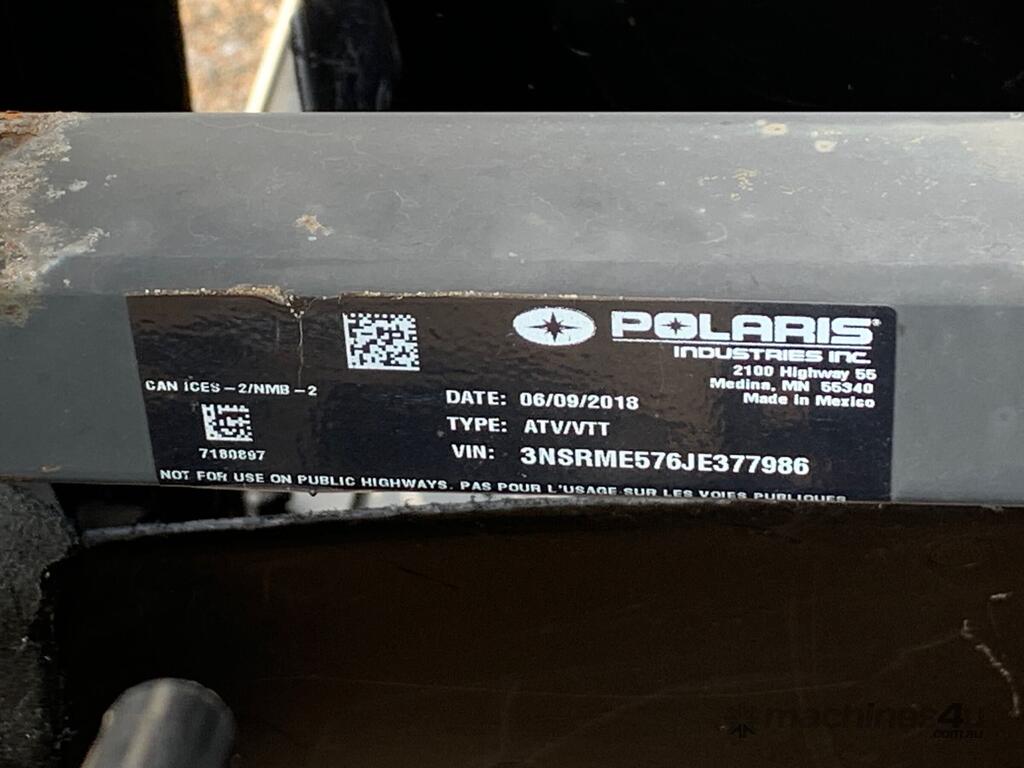 POLARIS
INDUSTRIES INC.
2100 Highway 55
Medina, MN 55340
Made in Mexico
CAN ICES-2/NMB-2
7180897
DATE: 06/09/2018
TYPE: ATV/VTT
VIN: 3NSRME576JE377986
NOT FOR USE ON PUBLIC HIGHWAYS. PAS POUR L'USAGE SUR LES VOIES PUBLIQUES
machines4u
.com.au